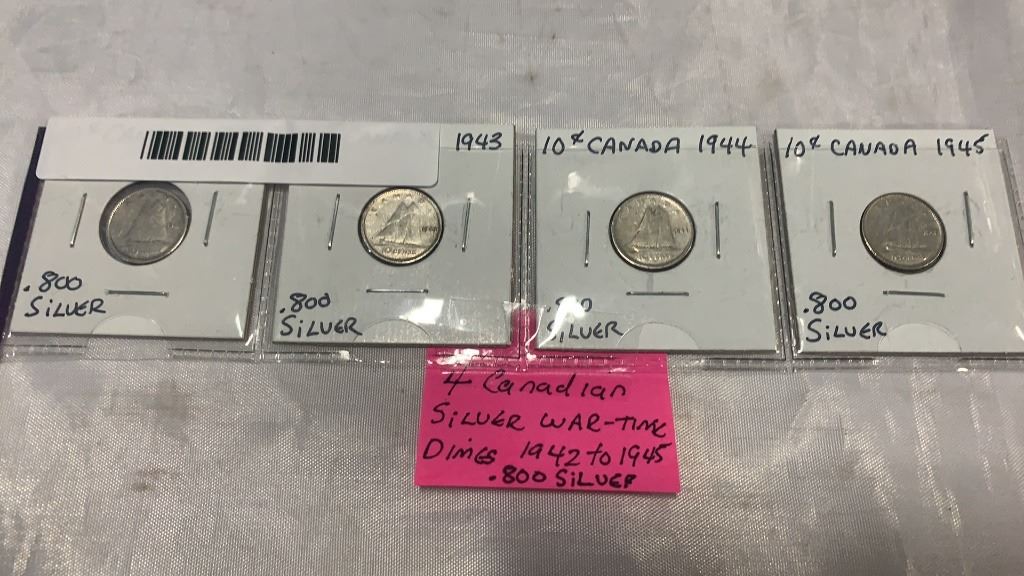 1943
10¢ CANADA 1944
10¢ CANADA 1945
.800
SILVER
.800
SILVER
SILVER
.800
SILVER
4 Canadian
SILVER WAR-TIME
DIMES 1942 to 1945
.800 SILVER